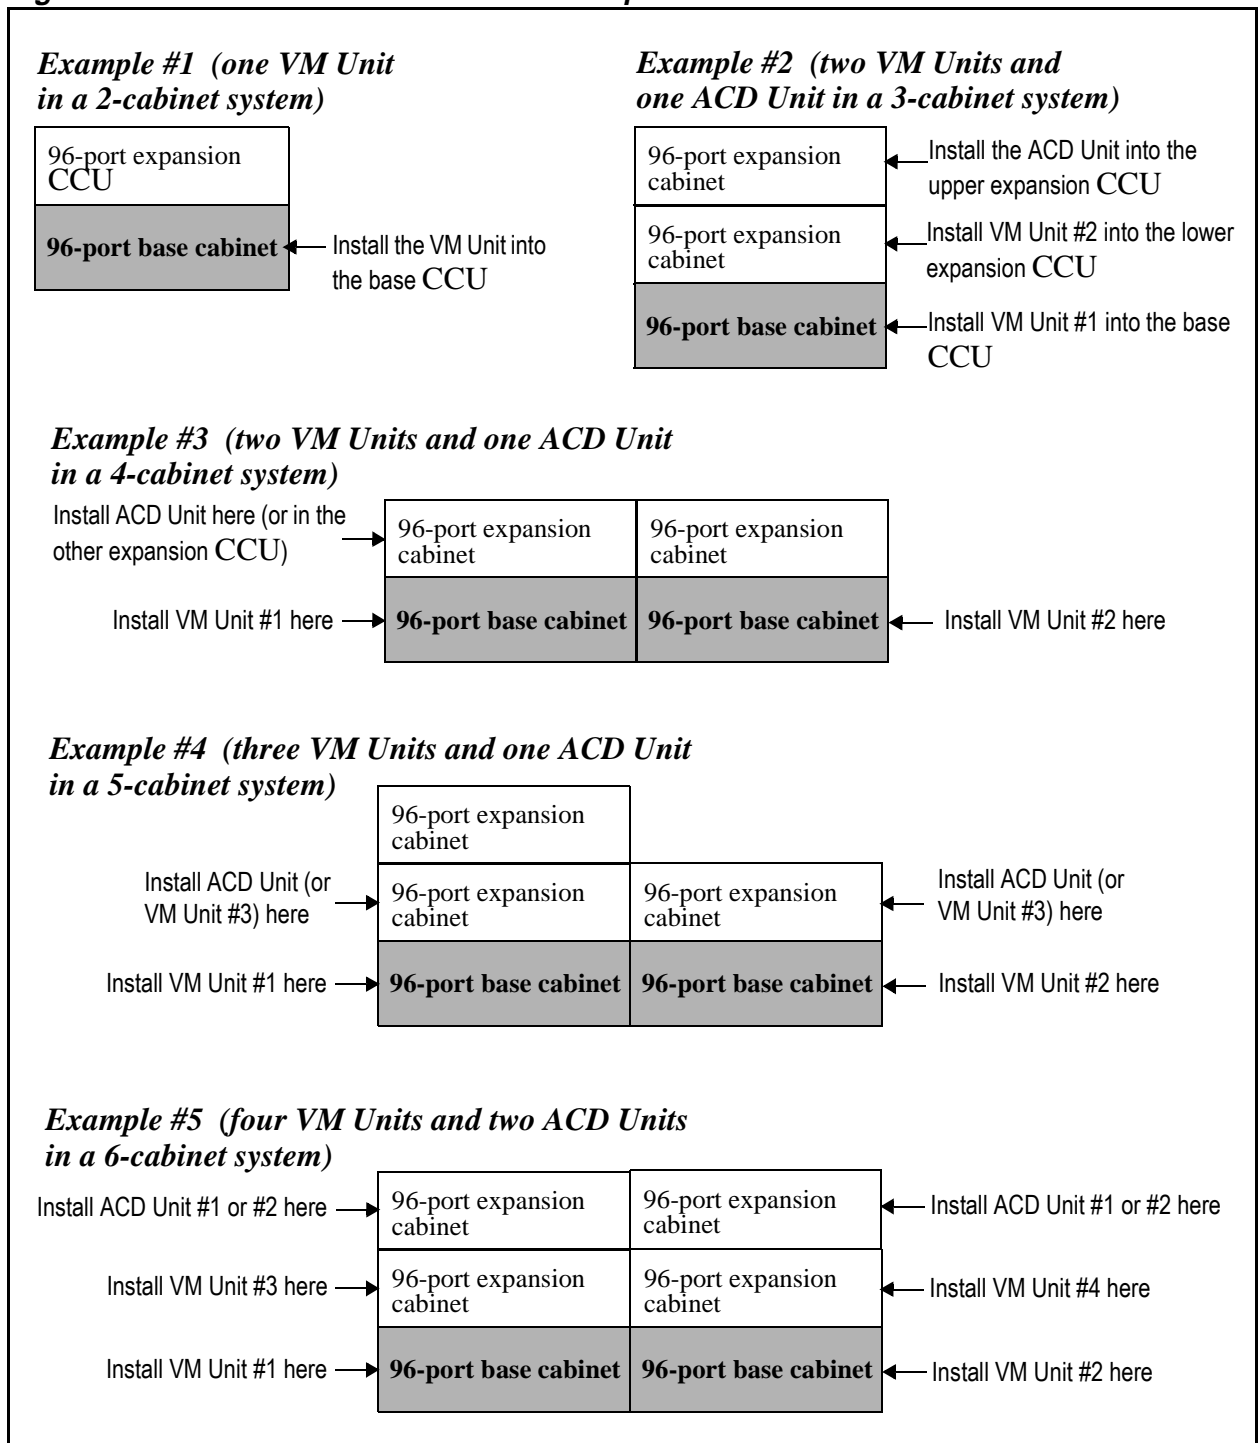 Example #1 (one VM Unit
in a 2-cabinet system)
96-port expansion
CCU
96-port base cabinet
Install the VM Unit into
the base CCU
Example #2 (two VM Units and
one ACD Unit in a 3-cabinet system)
96-port expansion
cabinet
Install the ACD Unit into the
upper expansion CCU
96-port expansion
cabinet
Install VM Unit #2 into the lower
expansion CCU
96-port base cabinet
Install VM Unit #1 into the base
CCU
Example #3 (two VM Units and one ACD Unit
in a 4-cabinet system)
Install ACD Unit here (or in the
other expansion CCU)
96-port expansion
cabinet
96-port expansion
cabinet
Install VM Unit #1 here
96-port base cabinet
96-port base cabinet
Install VM Unit #2 here
Example #4 (three VM Units and one ACD Unit
in a 5-cabinet system)
96-port expansion
cabinet
Install ACD Unit (or
VM Unit #3) here
96-port expansion
cabinet
96-port expansion
cabinet
Install ACD Unit (or
VM Unit #3) here
Install VM Unit #1 here
96-port base cabinet
96-port base cabinet
Install VM Unit #2 here
Example #5 (four VM Units and two ACD Units
in a 6-cabinet system)
Install ACD Unit #1 or #2 here
96-port expansion
cabinet
96-port expansion
cabinet
Install ACD Unit #1 or #2 here
Install VM Unit #3 here
96-port expansion
cabinet
96-port expansion
cabinet
Install VM Unit #4 here
Install VM Unit #1 here
96-port base cabinet
96-port base cabinet
Install VM Unit #2 here